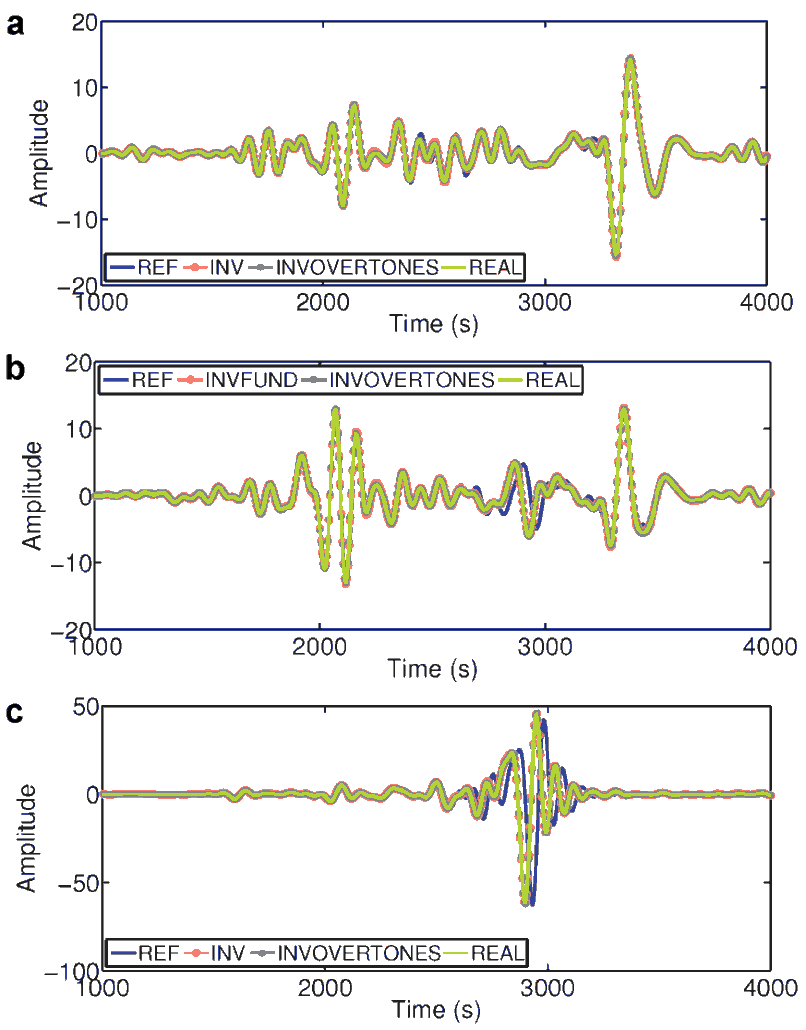 a
20
10
0
−10
−20
Amplitude
REF INV INVOVERTONES REAL
1000 2000 3000 4000
Time (s)
b
20
10
0
−10
−20
Amplitude
REF INVFUND INVOVERTONES REAL
1000 2000 3000 4000
Time (s)
c
50
0
−50
−100
Amplitude
REF INV INVOVERTONES REAL
1000 2000 3000 4000
Time (s)